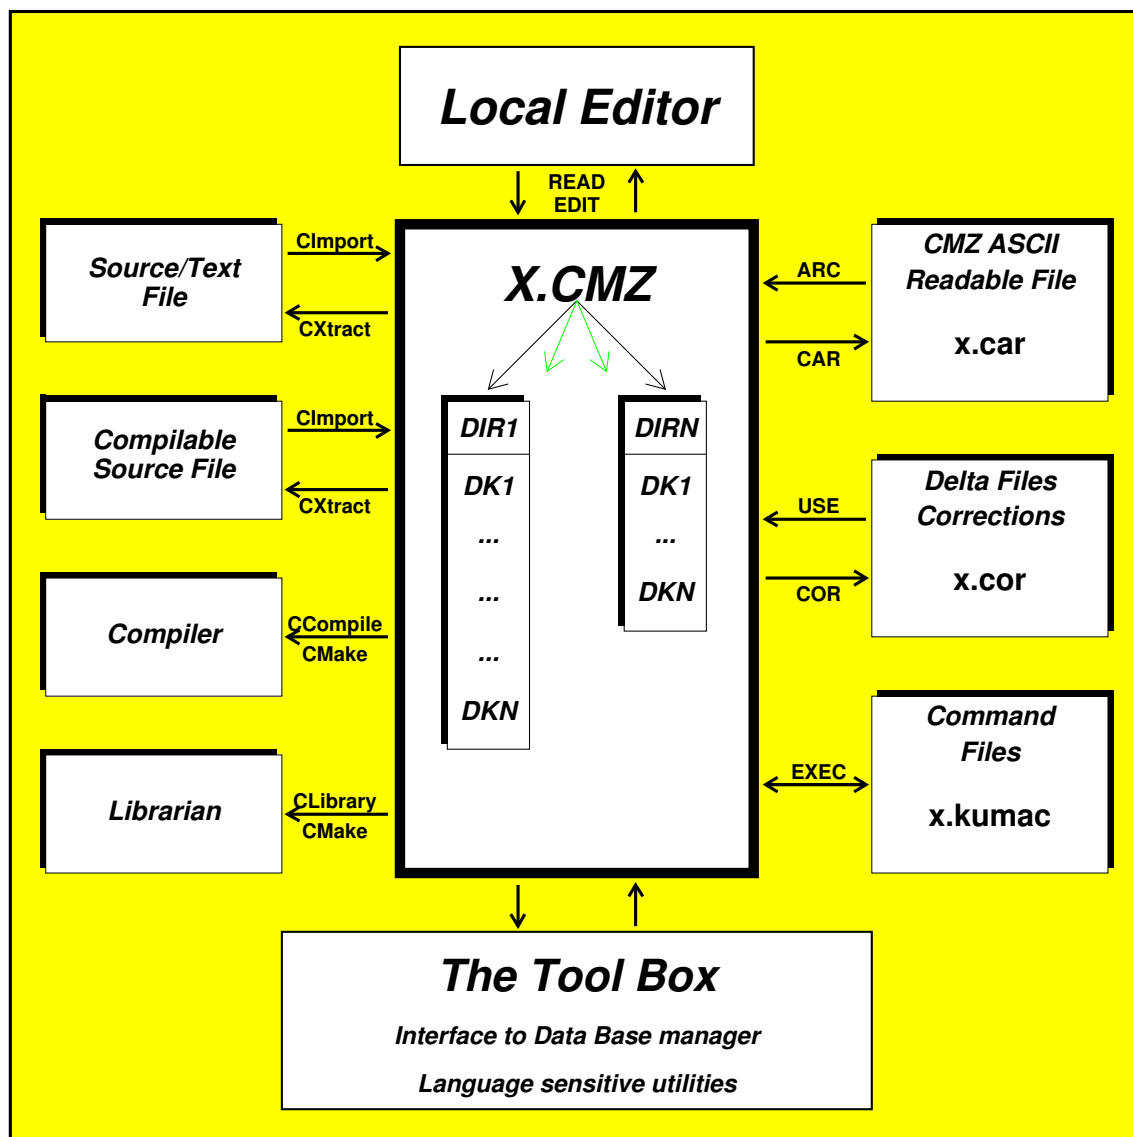 Local Editor
READ
EDIT
Source/Text
File
CImport
CXtract
Compilable
Source File
CImport
CXtract
Compiler
CCompile
CMake
Librarian
CLibrary
CMake
X.CMZ
DIR1
DK1
...
...
...
DKN
DIRN
DK1
...
DKN
ARC
CAR
CMZ ASCII
Readable File
x.car
USE
COR
Delta Files
Corrections
x.cor
EXEC
Command
Files
x.kumac
The Tool Box
Interface to Data Base manager
Language sensitive utilities